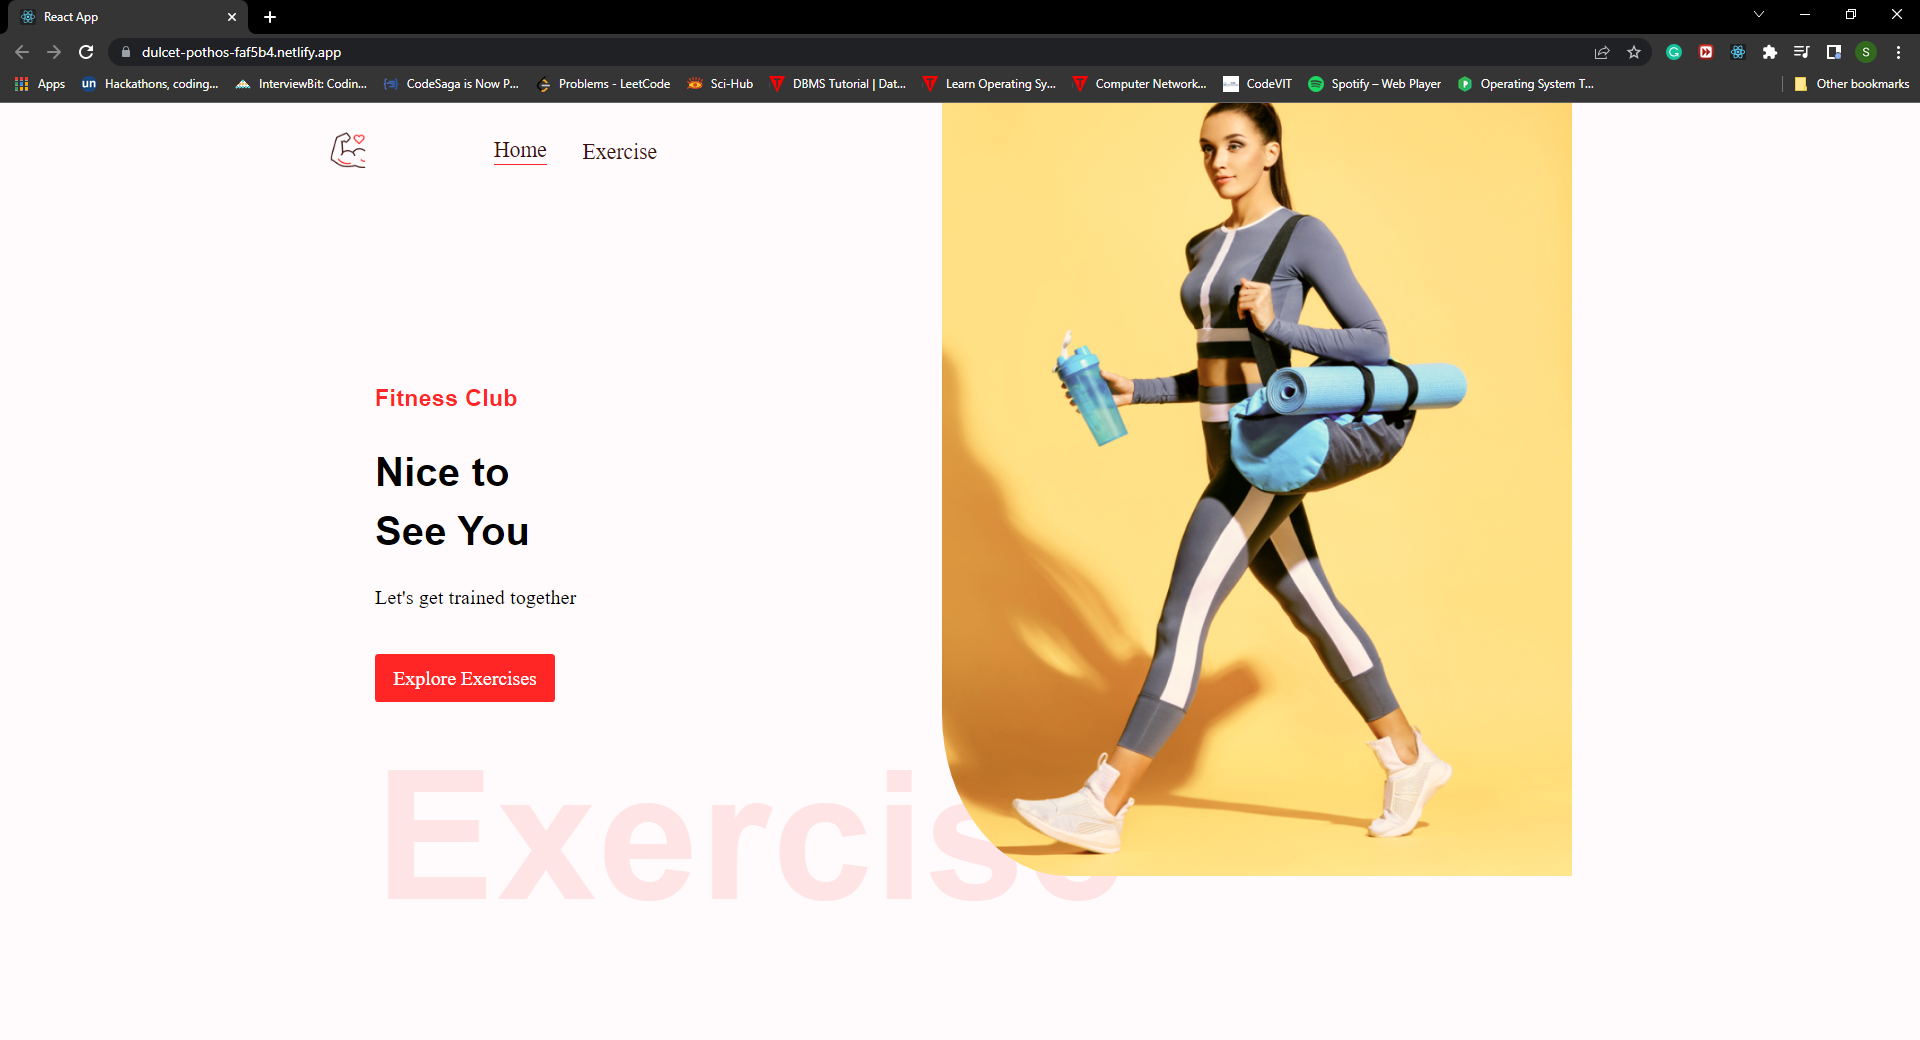 React App
dulcet-pothos-faf5b4.netlify.app
S
Apps
un Hackathons, coding...
InterviewBit: Codin...
CodeSaga is Now P...
Problems - LeetCode
Sci-Hub
DBMS Tutorial | Dat...
Learn Operating Sy...
Computer Network...
CodeVIT
Spotify – Web Player
Operating System T...
Other bookmarks
Home Exercise
Fitness Club
Nice to
See You
Let's get trained together
Explore Exercises
Exercise